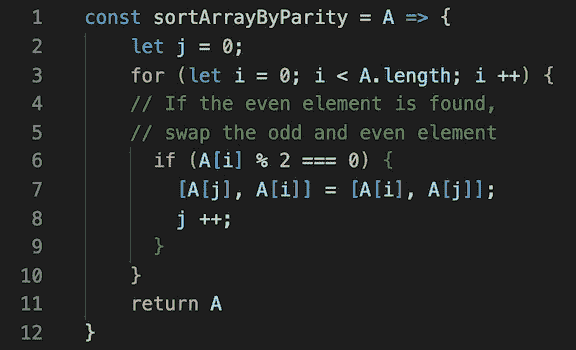 1 const sortArrayByParity = A => {
2 let j = 0;
3 for (let i = 0; i < A.length; i ++) {
4 // If the even element is found,
5 // swap the odd and even element
6 if (A[i] % 2 === 0) {
7 [A[j], A[i]] = [A[i], A[j]];
8 j ++;
9 }
10 }
11 return A
12 }